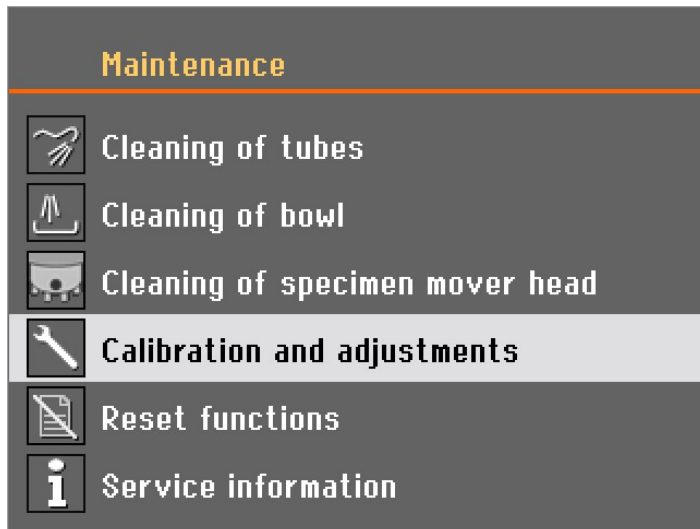 Maintenance
Cleaning of tubes
Cleaning of bowl
Cleaning of specimen mover head
Calibration and adjustments
Reset functions
Service information